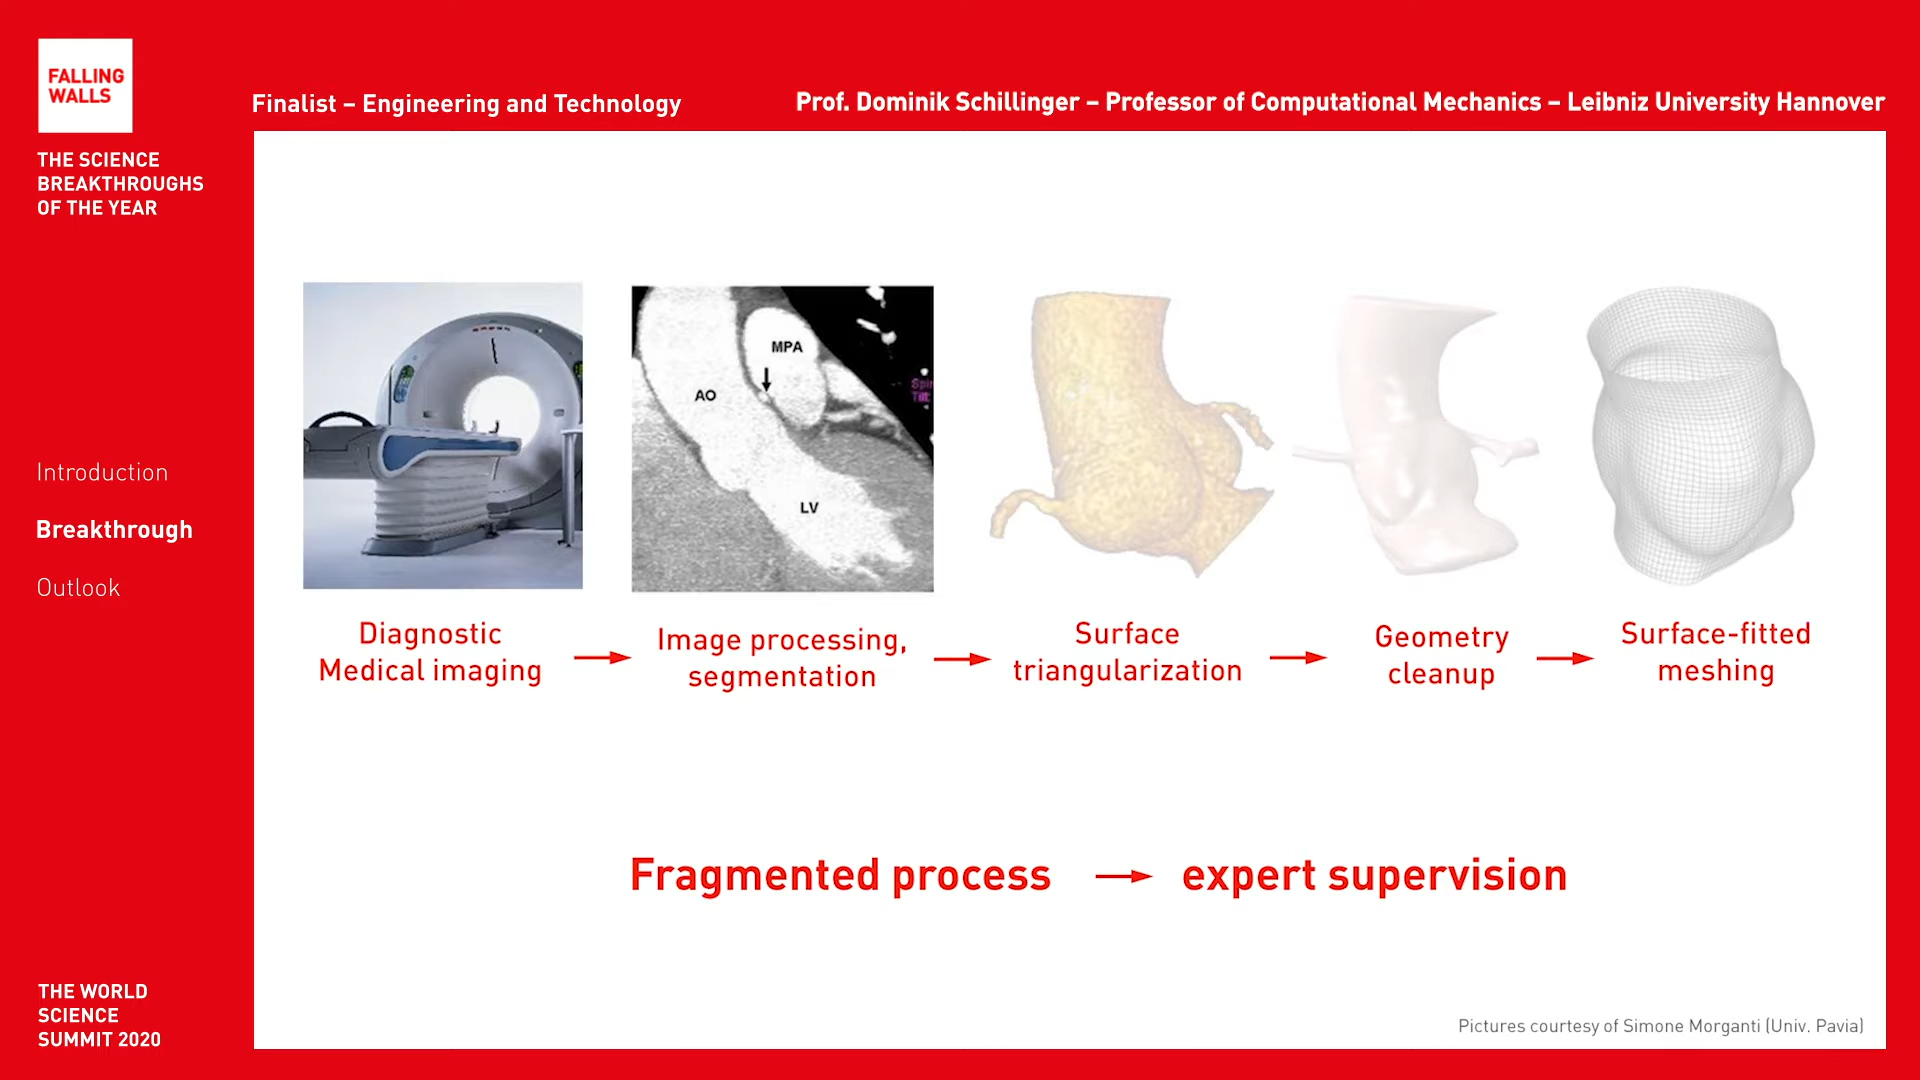 FALLING
WALLS
THE SCIENCE
BREAKTHROUGHS
OF THE YEAR
Finalist – Engineering and Technology
Prof. Dominik Schillinger – Professor of Computational Mechanics – Leibniz University Hannover
Introduction
Breakthrough
Outlook
MPA
AO
LV
Diagnostic
Medical imaging
Image processing,
segmentation
Surface
triangularization
Geometry
cleanup
Surface-fitted
meshing
Fragmented process → expert supervision
THE WORLD
SCIENCE
SUMMIT 2020
Pictures courtesy of Simone Morganti (Univ. Pavia)